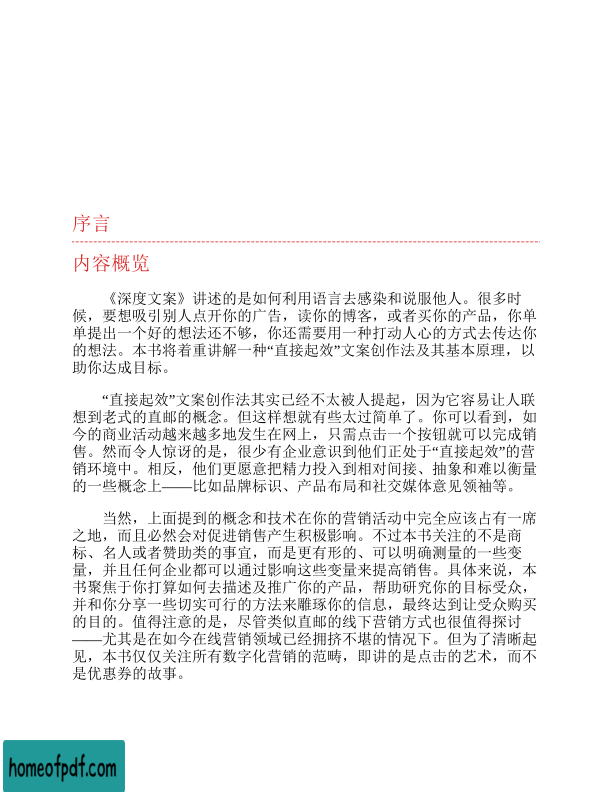 序言
内容概览
《深度文案》讲述的是如何利用语言去感染和说服他人。很多时
候，要想吸引别人点开你的广告，读你的博客，或者买你的产品，你单
单提出一个好的想法还不够，你还需要用一种打动人心的方式去传达你
的想法。本书将着重讲解一种“直接起效”文案创作法及其基本原理，以
助你达成目标。
“直接起效”文案创作法其实已经不太被人提起，因为它容易让人联
想到老式的直邮的概念。但这样想就有些太过简单了。你可以看到，如
今的商业活动越来越多地发生在网上，只需点击一个按钮就可以完成销
售。然而令人惊讶的是，很少有企业意识到他们正处于“直接起效”的营
销环境中。相反，他们更愿意把精力投入到相对间接、抽象和难以衡量
的一些概念上——比如品牌标识、产品布局和社交媒体意见领袖等。
当然，上面提到的概念和技术在你的营销活动中完全应该占有一席
之地，而且必然会对促进销售产生积极影响。不过本书关注的不是商
标、名人或者赞助类的事宜，而是更有形的、可以明确测量的一些变
量，并且任何企业都可以通过影响这些变量来提高销售。具体来说，本
书聚焦于你打算如何去描述及推广你的产品，帮助研究你的目标受众，
并和你分享一些切实可行的方法来雕琢你的信息，最终达到让受众购买
的目的。值得注意的是，尽管类似直邮的线下营销方式也很值得探讨
——尤其是在如今在线营销领域已经拥挤不堪的情况下。但为了清晰起
见，本书仅仅关注所有数字化营销的范畴，即讲的是点击的艺术，而不
是优惠券的故事。
homeofpdf.com